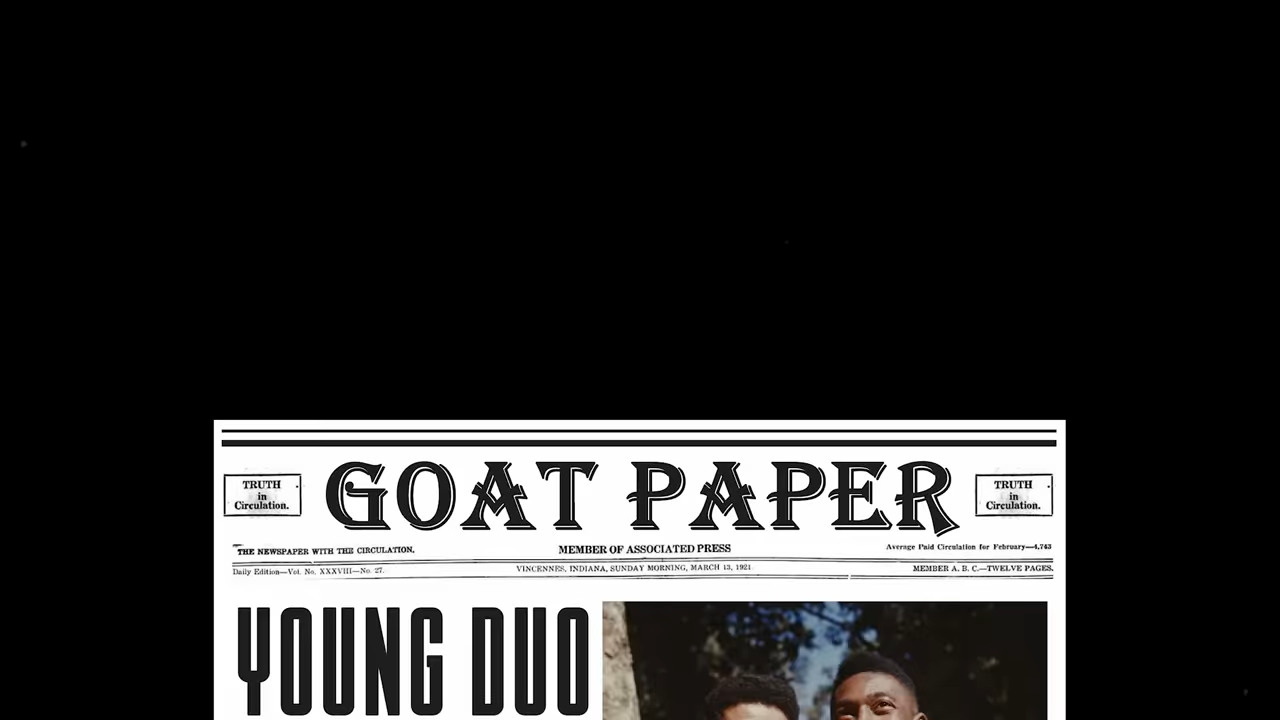 GOAT PAPER
TRUTH
in
Circulation.
TRUTH
in
Circulation.
THE NEWSPAPER WITH THE CIRCULATION.
MEMBER OF ASSOCIATED PRESS
Average Paid Circulation for February—4,743
Daily Edition—Vol. No. XXXVIII—No. 27.
VINCENNES, INDIANA, SUNDAY MORNING, MARCH 13, 1921
MEMBER A. B. C.—TWELVE PAGES.
YOUNG DUO